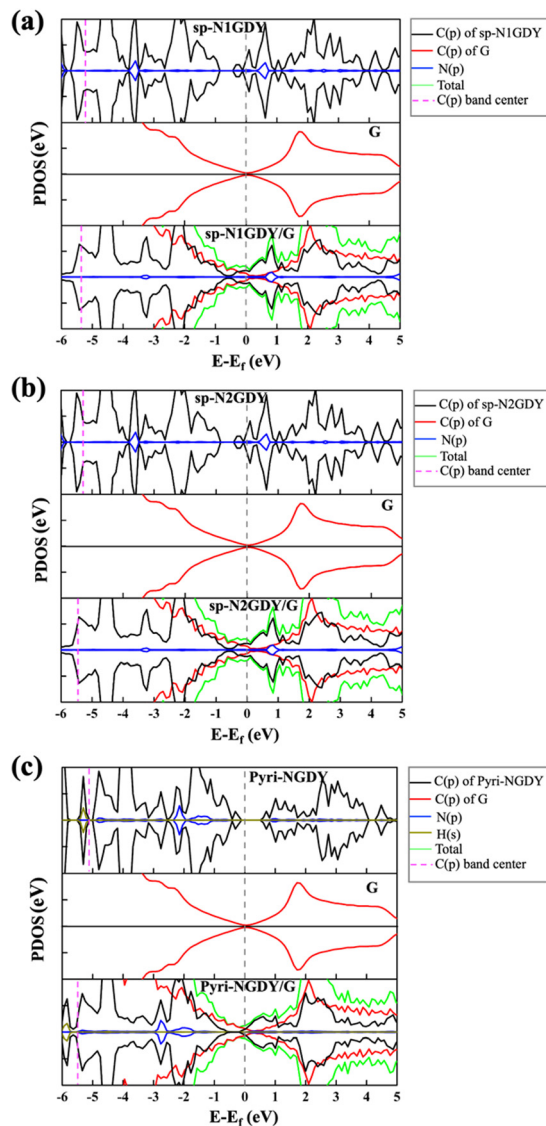 (a)
sp-N1GDY
C(p) of sp-N1GDY
C(p) of G
N(p)
Total
C(p) band center
G
PDOS (eV)
sp-N1GDY/G
-6 -5 -4 -3 -2 -1 0 1 2 3 4 5
E-Ef (eV)
(b)
sp-N2GDY
C(p) of sp-N2GDY
C(p) of G
N(p)
Total
C(p) band center
G
PDOS (eV)
sp-N2GDY/G
-6 -5 -4 -3 -2 -1 0 1 2 3 4 5
E-Ef (eV)
(c)
Pyri-NGDY
C(p) of Pyri-NGDY
C(p) of G
N(p)
H(s)
Total
C(p) band center
G
PDOS (eV)
Pyri-NGDY/G
-6 -5 -4 -3 -2 -1 0 1 2 3 4 5
E-Ef (eV)